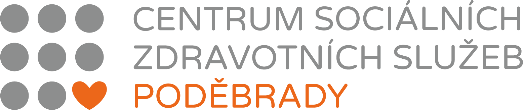 CENTRUM SOCIÁLNÍCH
ZDRAVOTNÍCH SLUŽEB
PODĚBRADY